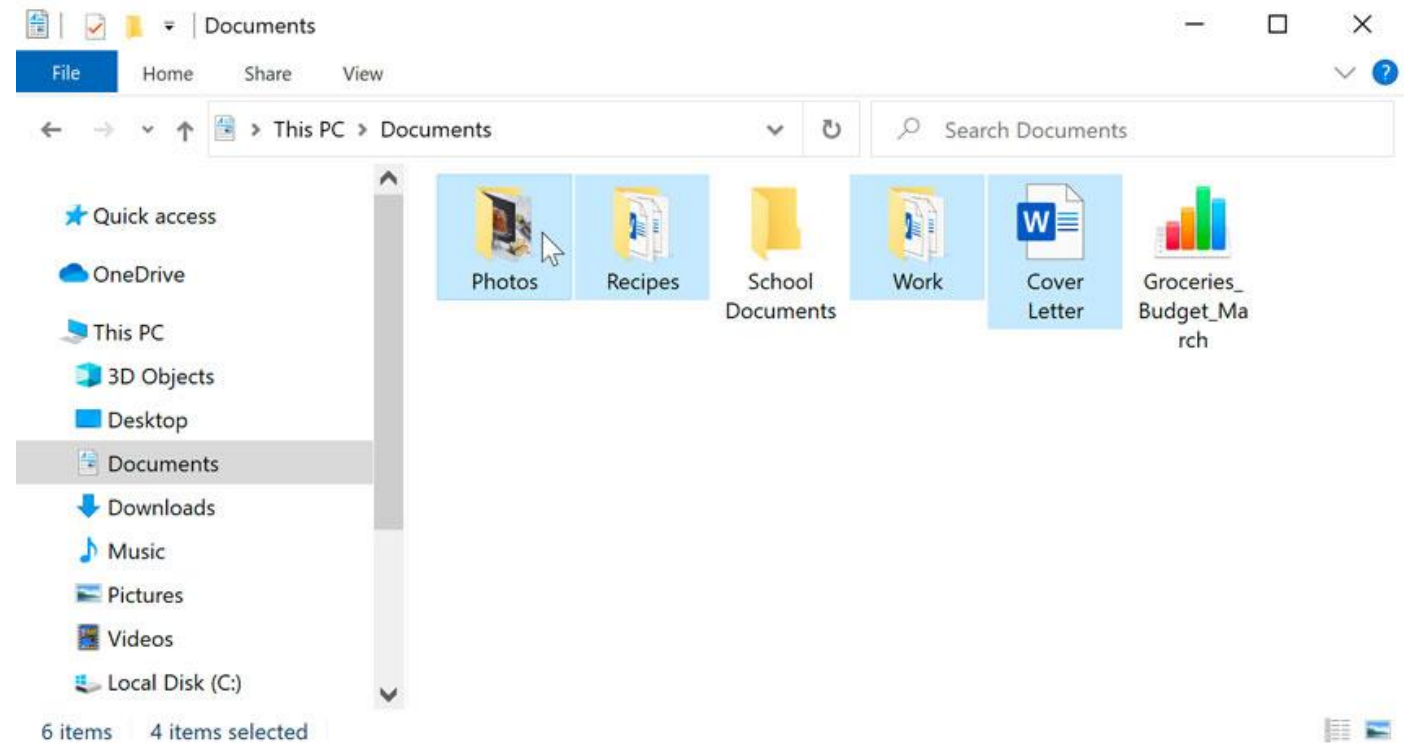 Documents
File Home Share View
?
This PC > Documents
Search Documents
Quick access
OneDrive
This PC
3D Objects
Desktop
Documents
Downloads
Music
Pictures
Videos
Local Disk (C:)
Photos
Recipes
School
Documents
Work
W
Cover
Letter
Groceries_
Budget_Ma
rch
6 items 4 items selected